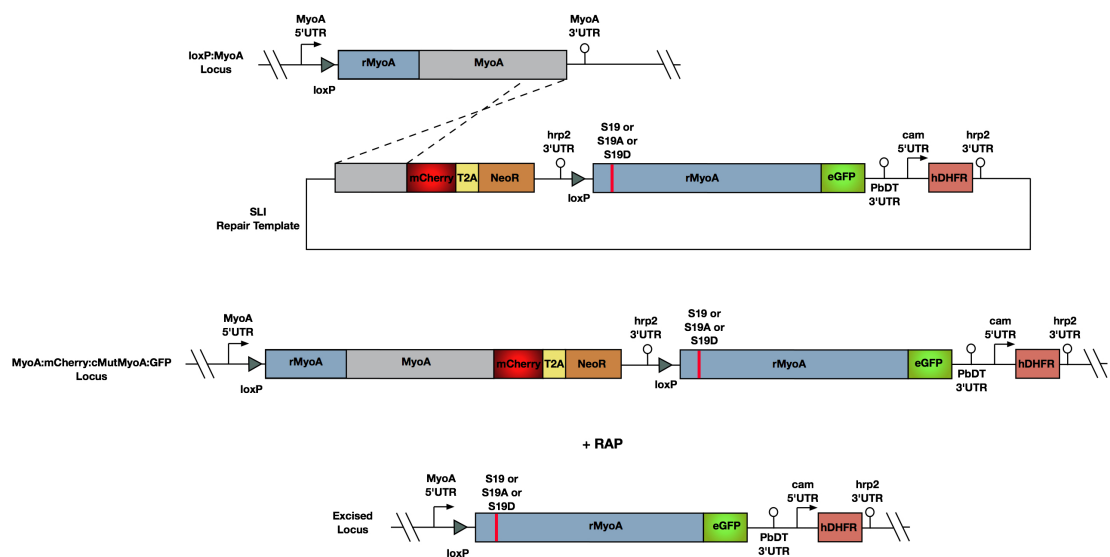 MyoA
5'UTR
MyoA
3'UTR
loxP:MyoA
Locus
rMyoA
MyoA
loxP
hrp2
3'UTR
S19 or
S19A or
S19D
cam
5'UTR
hrp2
3'UTR
mCherry
T2A
NeoR
rMyoA
eGFP
hDHFR
loxP
PbDT
3'UTR
SLI
Repair Template
MyoA
5'UTR
hrp2
3'UTR
S19 or
S19A or
S19D
cam
5'UTR
hrp2
3'UTR
MyoA:mCherry::cMutMyoA:GFP
Locus
rMyoA
MyoA
mCherry
T2A
NeoR
rMyoA
eGFP
hDHFR
loxP
loxP
PbDT
3'UTR
+ RAP
MyoA
5'UTR
S19 or
S19A or
S19D
cam
5'UTR
hrp2
3'UTR
Excised
Locus
rMyoA
eGFP
hDHFR
loxP
PbDT
3'UTR